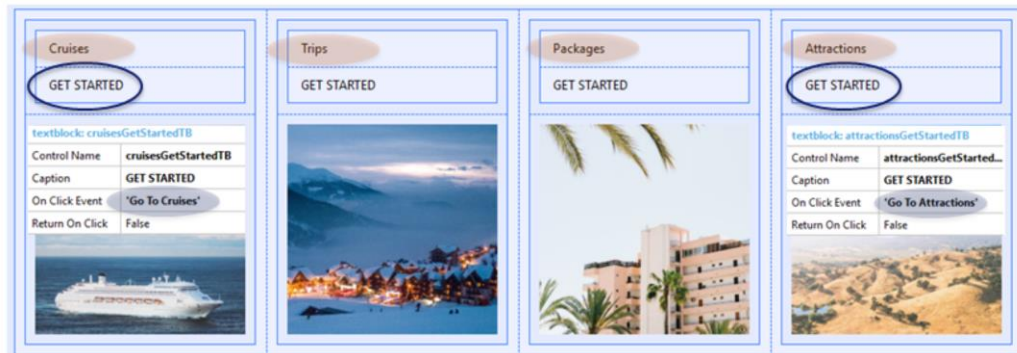 Cruises
GET STARTED
textblock: cruisesGetStartedTB
Control Name cruisesGetStartedTB
Caption GET STARTED
On Click Event 'Go To Cruises'
Return On Click False
Trips
GET STARTED
Packages
GET STARTED
Attractions
GET STARTED
textblock: attractionsGetStartedTB
Control Name attractionsGetStarted...
Caption GET STARTED
On Click Event 'Go To Attractions'
Return On Click False